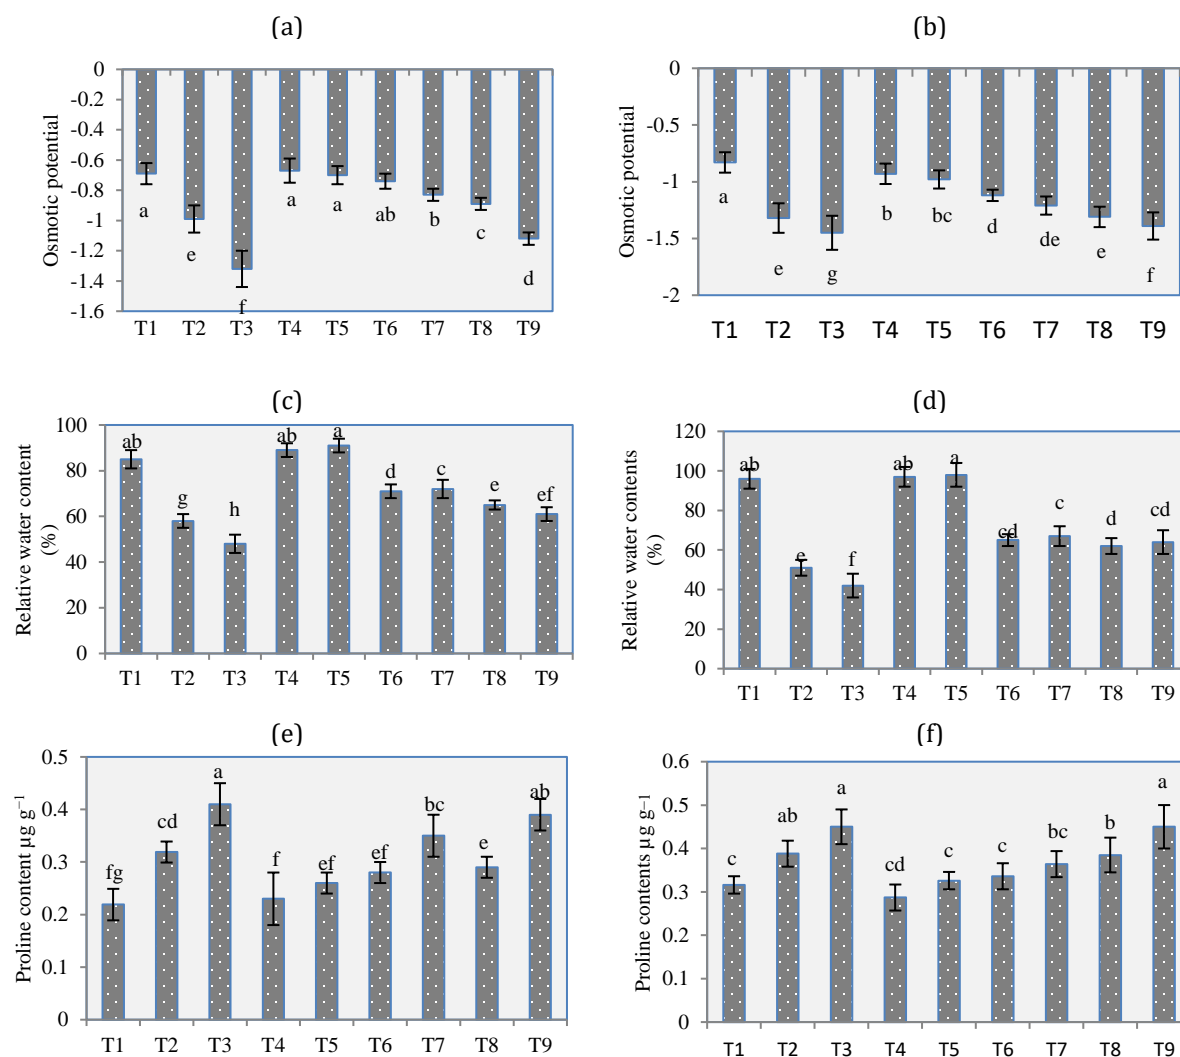 (a)
0
-0.2
-0.4
-0.6
-0.8
-1
-1.2
-1.4
-1.6
Osmotic potential
a e f a a ab b c d
T1 T2 T3 T4 T5 T6 T7 T8 T9
(b)
0
-0,5
-1
-1.5
-2
Osmotic potential
a e g b bc d de e f
T1 T2 T3 T4 T5 T6 T7 T8 T9
(c)
100
80
60
40
20
0
Relative water content
(%)
ab g h ab a d c e ef
T1 T2 T3 T4 T5 T6 T7 T8 T9
(d)
120
100
80
60
40
20
0
Relative water contents
(%)
ab e f ab a cd c d cd
T1 T2 T3 T4 T5 T6 T7 T8 T9
(e)
0.5
0.4
0.3
0.2
0.1
0
Proline content µg g⁻¹
fg cd a f ef ef bc e ab
T1 T2 T3 T4 T5 T6 T7 T8 T9
(f)
0.6
0.5
0.4
0.3
0.2
0.1
0
Proline contents µg g⁻¹
c ab a cd c c bc b a
T1 T2 T3 T4 T5 T6 T7 T8 T9